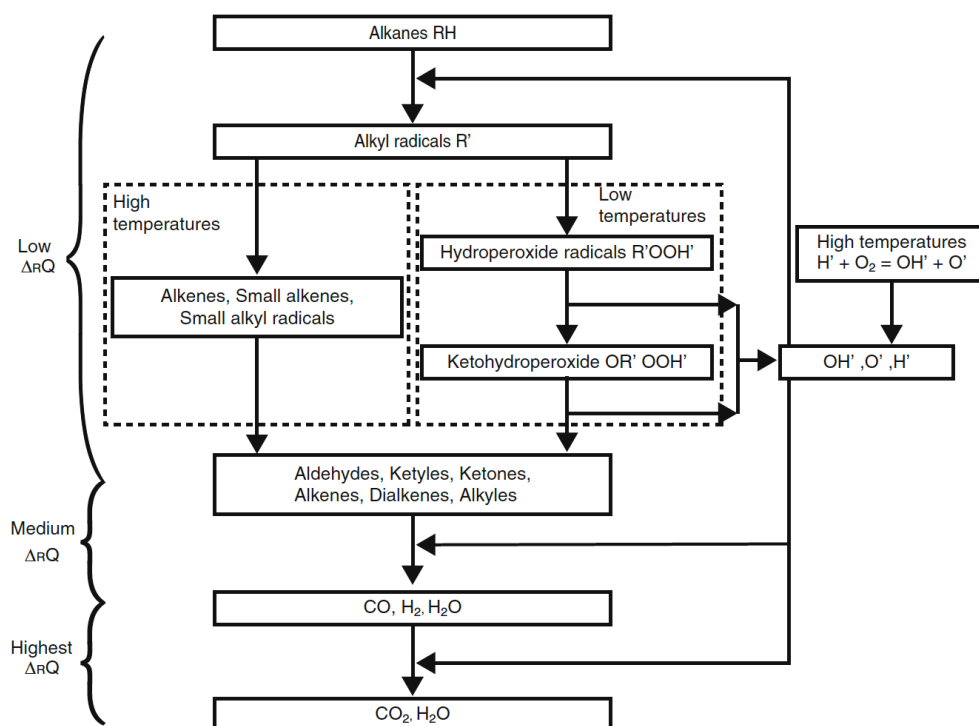 Alkanes RH
Alkyl radicals R'
High
temperatures
Low
temperatures
Hydroperoxide radicals R'OOH'
High temperatures
H' + O₂ = OH' + O'
Low
ΔRQ
Alkenes, Small alkenes,
Small alkyl radicals
Ketohydroperoxide OR' OOH'
OH' ,O' ,H'
Aldehydes, Ketyles, Ketones,
Alkenes, Dialkenes, Alkyles
Medium
ΔRQ
CO, H₂, H₂O
Highest
ΔRQ
CO₂, H₂O